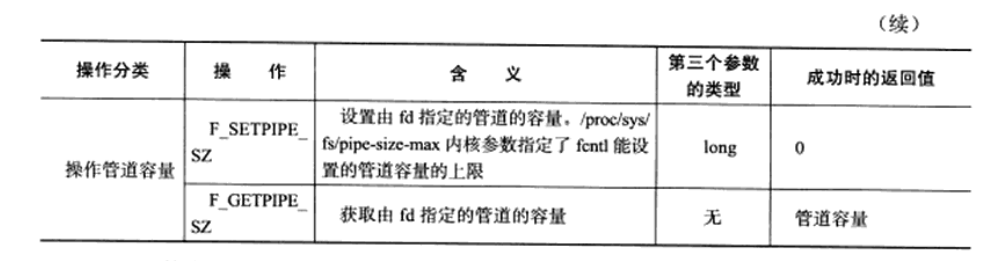 （续）
操作分类 操 作 含 义 第三个参数的类型 成功时的返回值
操作管道容量
F_SETPIPE_
SZ
设置由 fd 指定的管道的容量。/proc/sys/
fs/pipe-size-max 内核参数指定了 fcntl 能设
置的管道容量的上限
long
0
F_GETPIPE_
SZ
获取由 fd 指定的管道的容量
无
管道容量